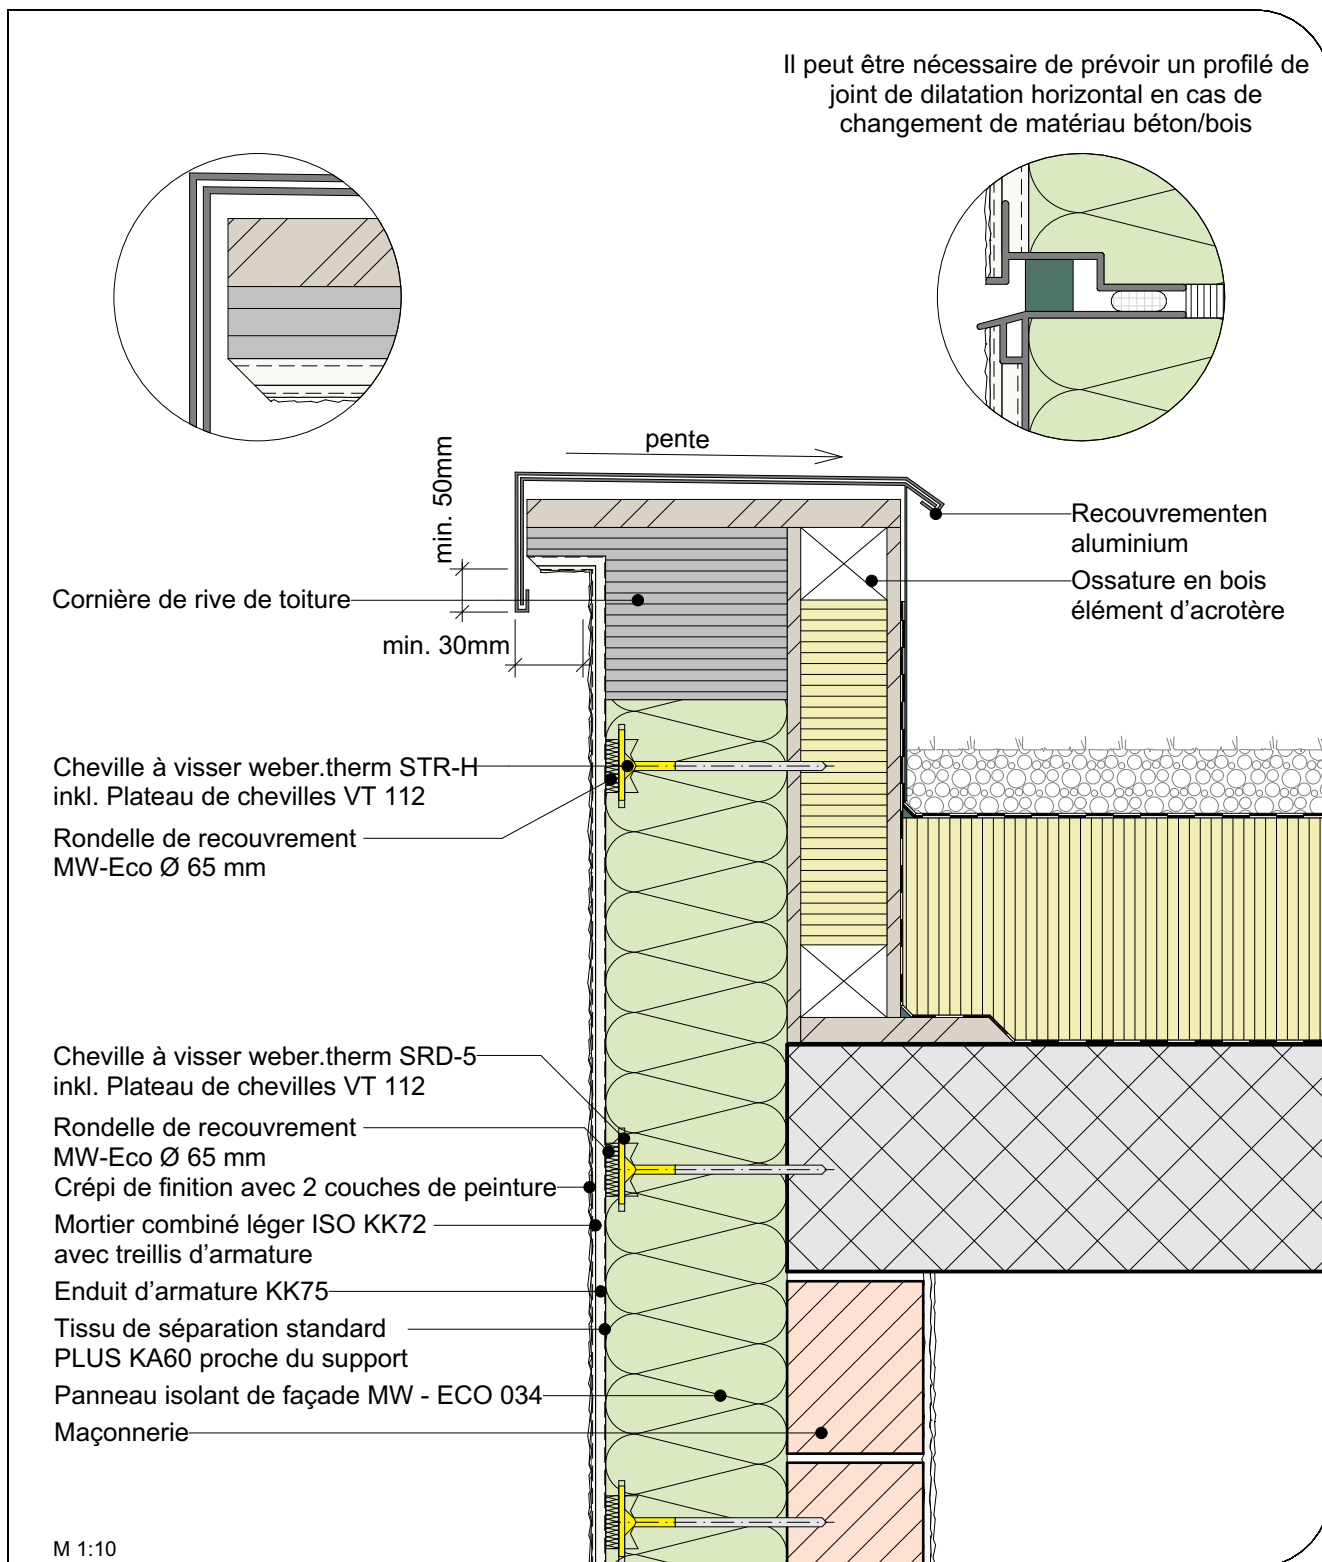 Il peut être nécessaire de prévoir un profilé de
joint de dilatation horizontal en cas de
changement de matériau béton/bois
pente
min. 50mm
Recouvrementen
aluminium
Ossature en bois
élément d’acrotère
Cornière de rive de toiture
min. 30mm
Cheville à visser weber.therm STR-H
inkl. Plateau de chevilles VT 112
Rondelle de recouvrement
MW-Eco Ø 65 mm
Cheville à visser weber.therm SRD-5
inkl. Plateau de chevilles VT 112
Rondelle de recouvrement
MW-Eco Ø 65 mm
Crépi de finition avec 2 couches de peinture
Mortier combiné léger ISO KK72
avec treillis d’armature
Enduit d’armature KK75
Tissu de séparation standard
PLUS KA60 proche du support
Panneau isolant de façade MW - ECO 034
Maçonnerie
M 1:10